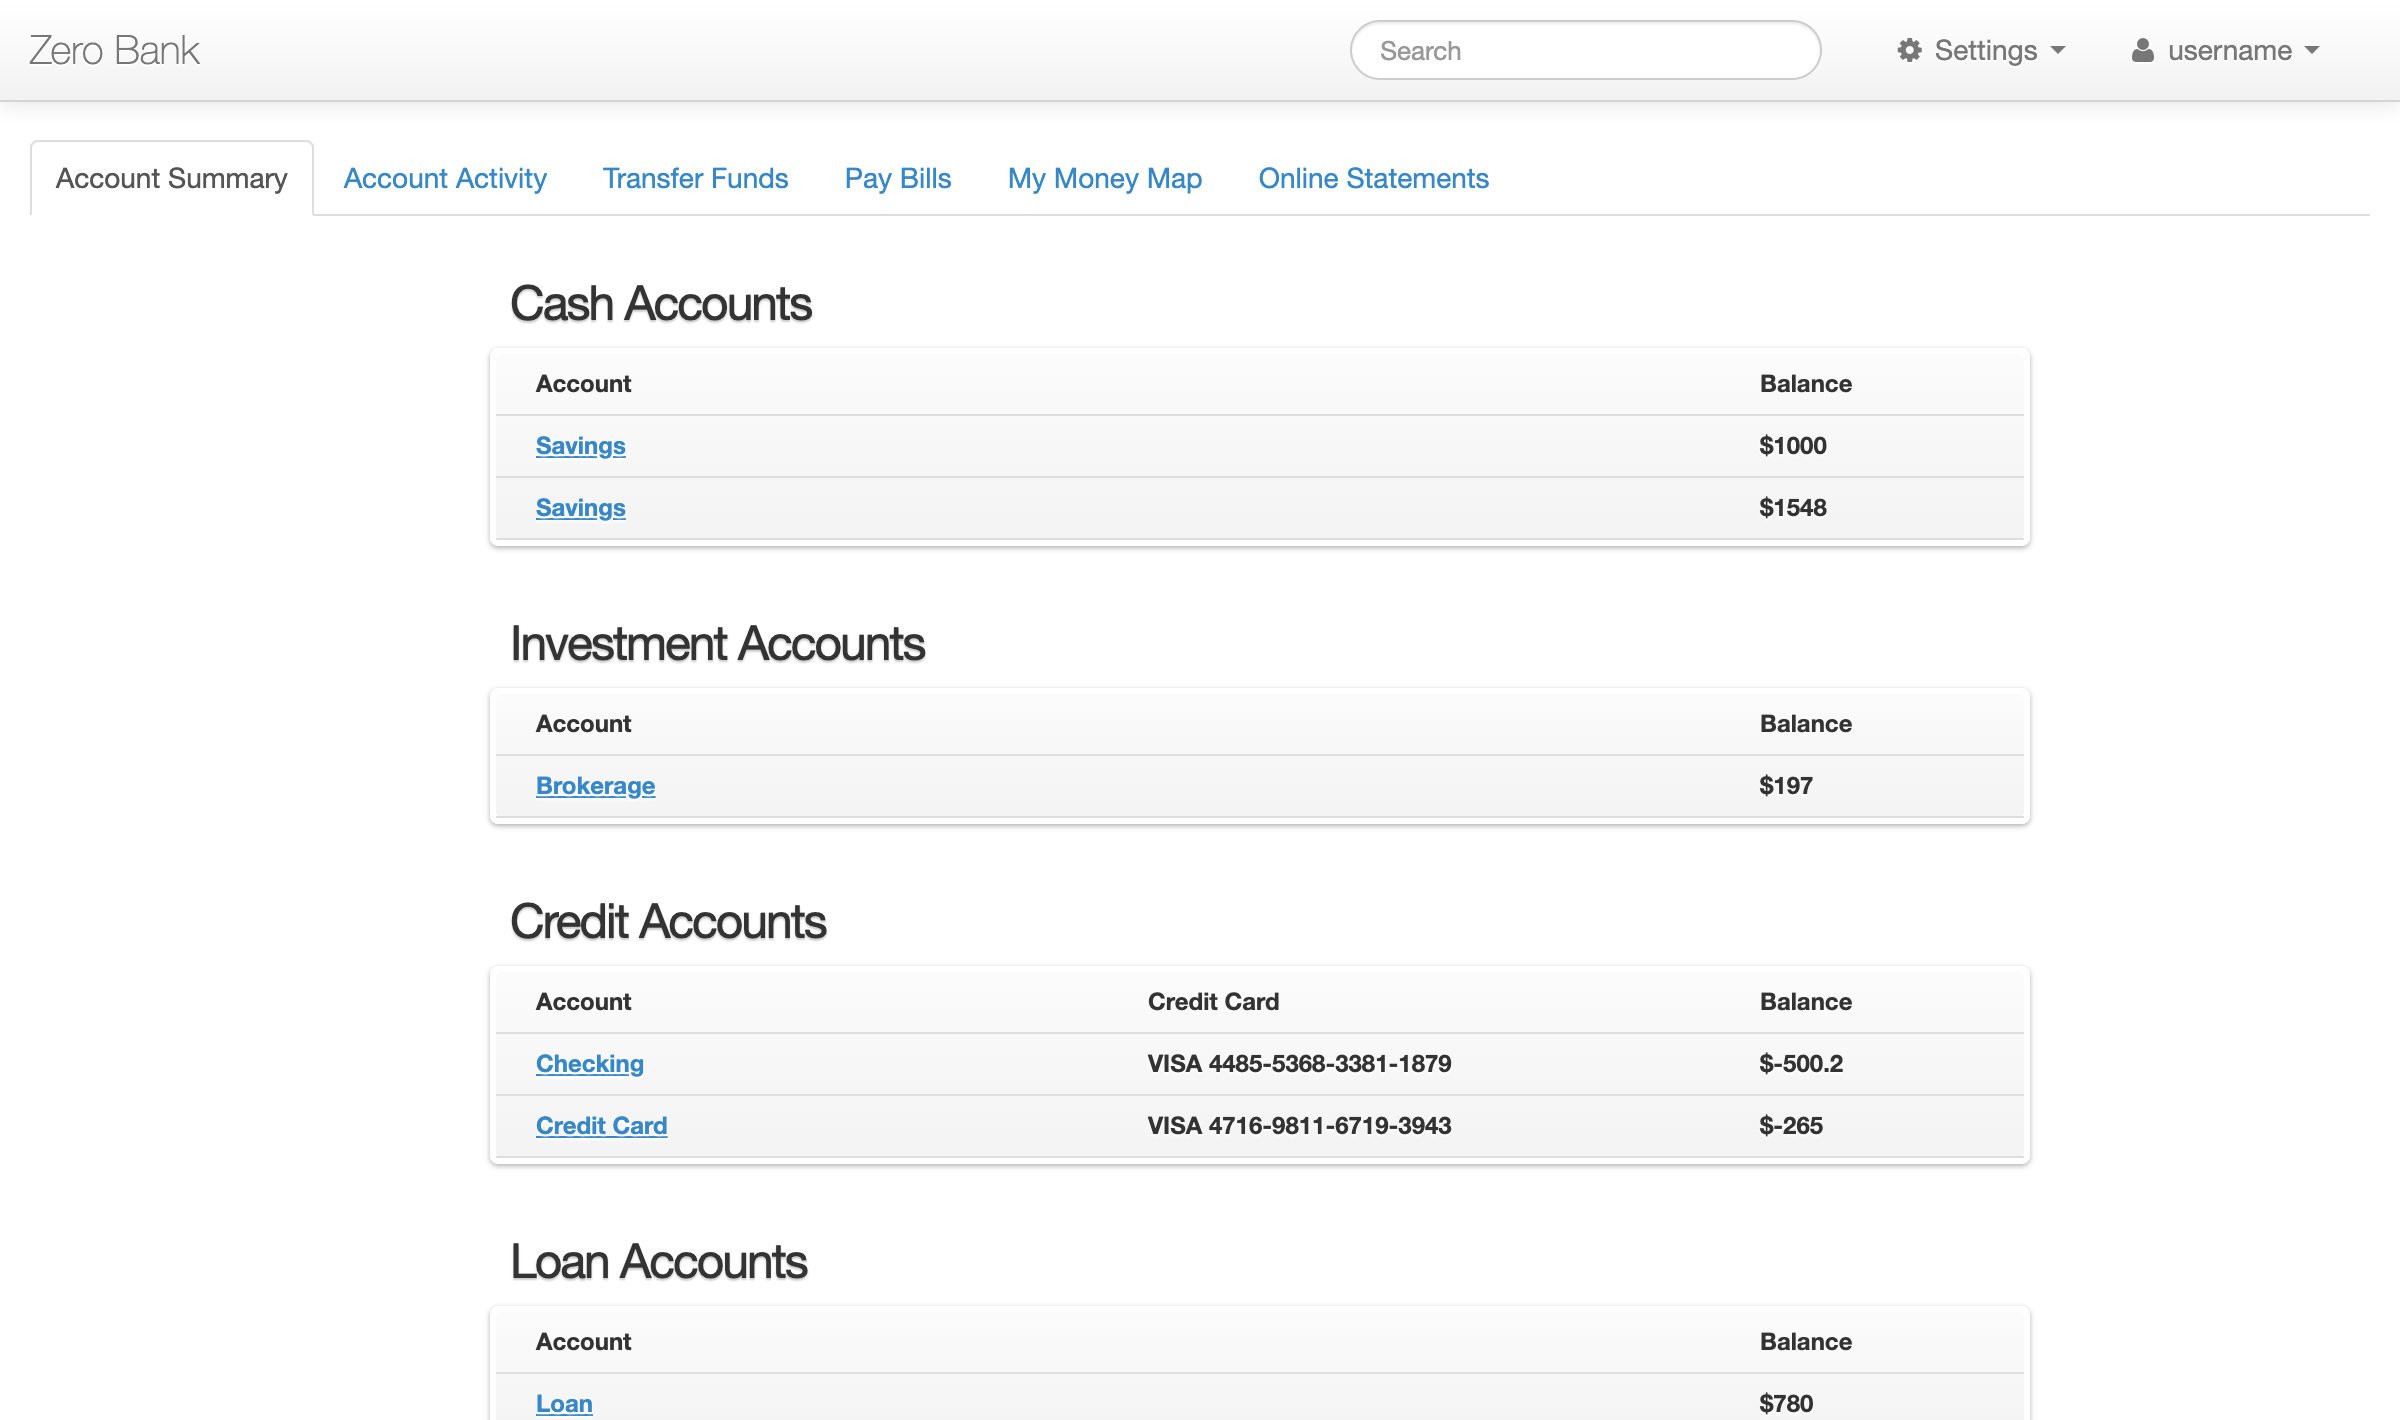 Zero Bank
Search
Settings
username
Account Summary
Account Activity
Transfer Funds
Pay Bills
My Money Map
Online Statements
Cash Accounts
Account Balance
Savings $1000
Savings $1548
Investment Accounts
Account Balance
Brokerage $197
Credit Accounts
Account Credit Card Balance
Checking VISA 4485-5368-3381-1879 $-500.2
Credit Card VISA 4716-9811-6719-3943 $-265
Loan Accounts
Account Balance
Loan $780